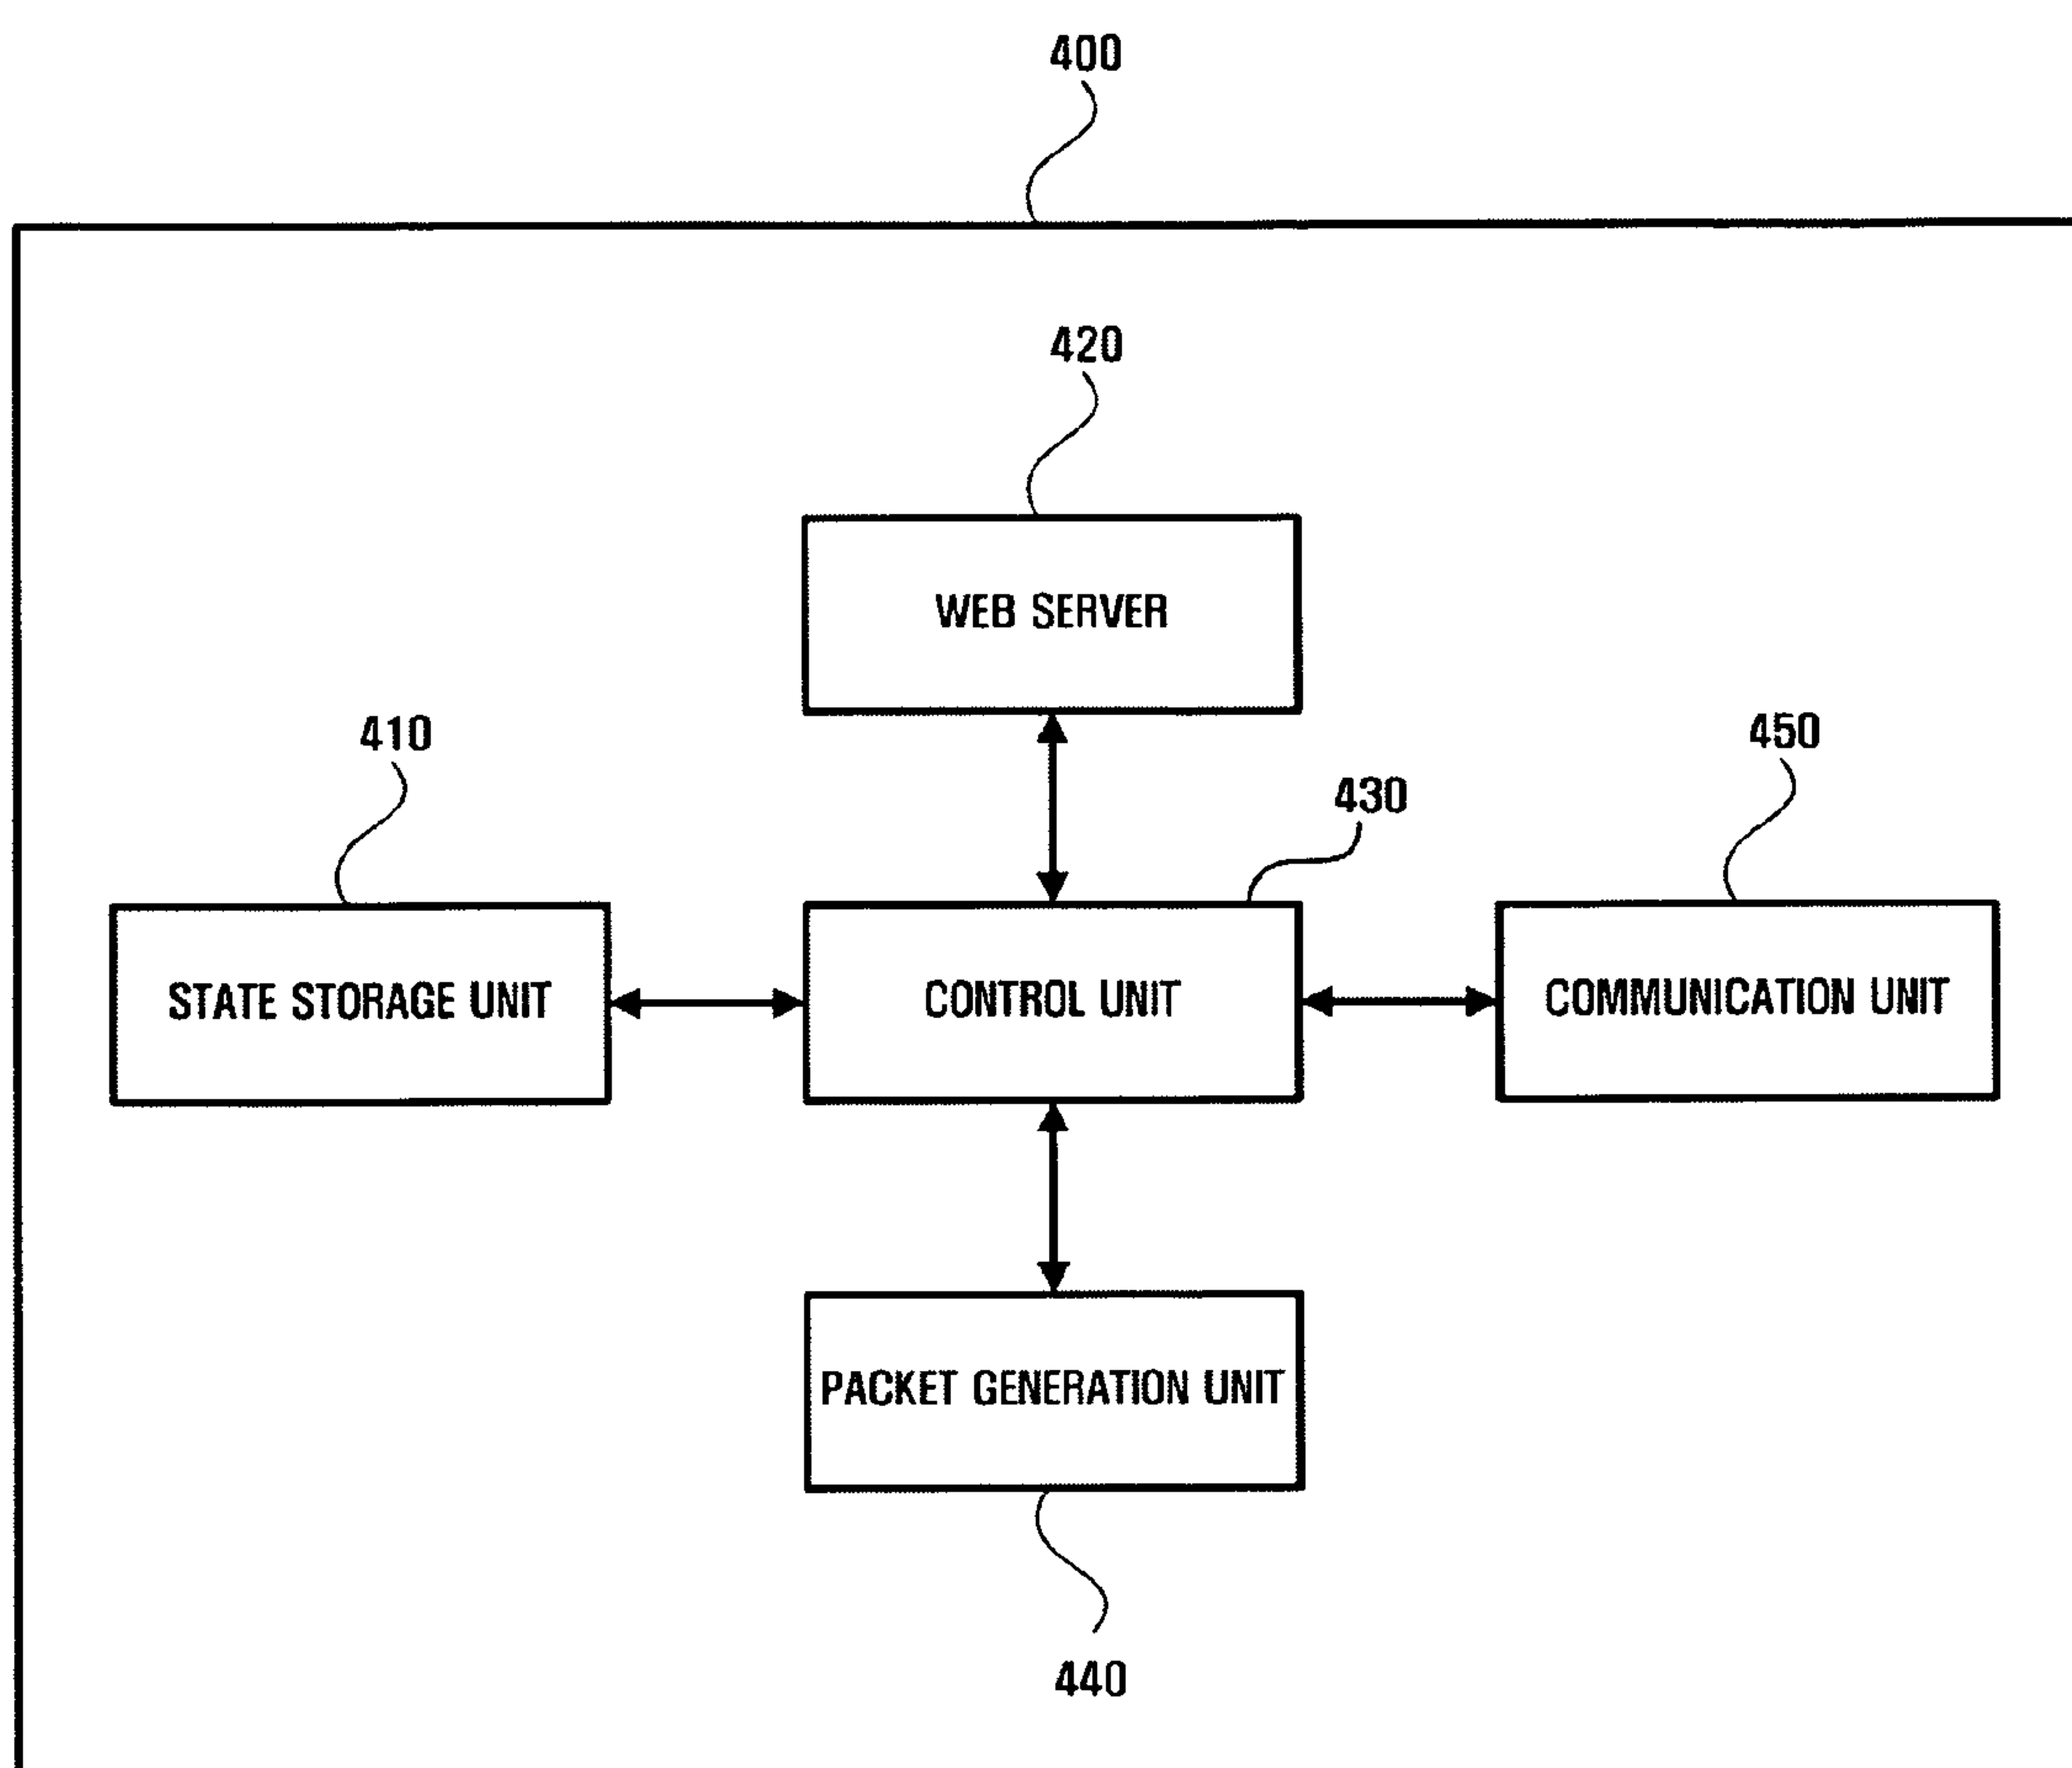 400
420
WEB SERVER
410
450
430
STATE STORAGE UNIT
CONTROL UNIT
COMMUNICATION UNIT
PACKET GENERATION UNIT
440